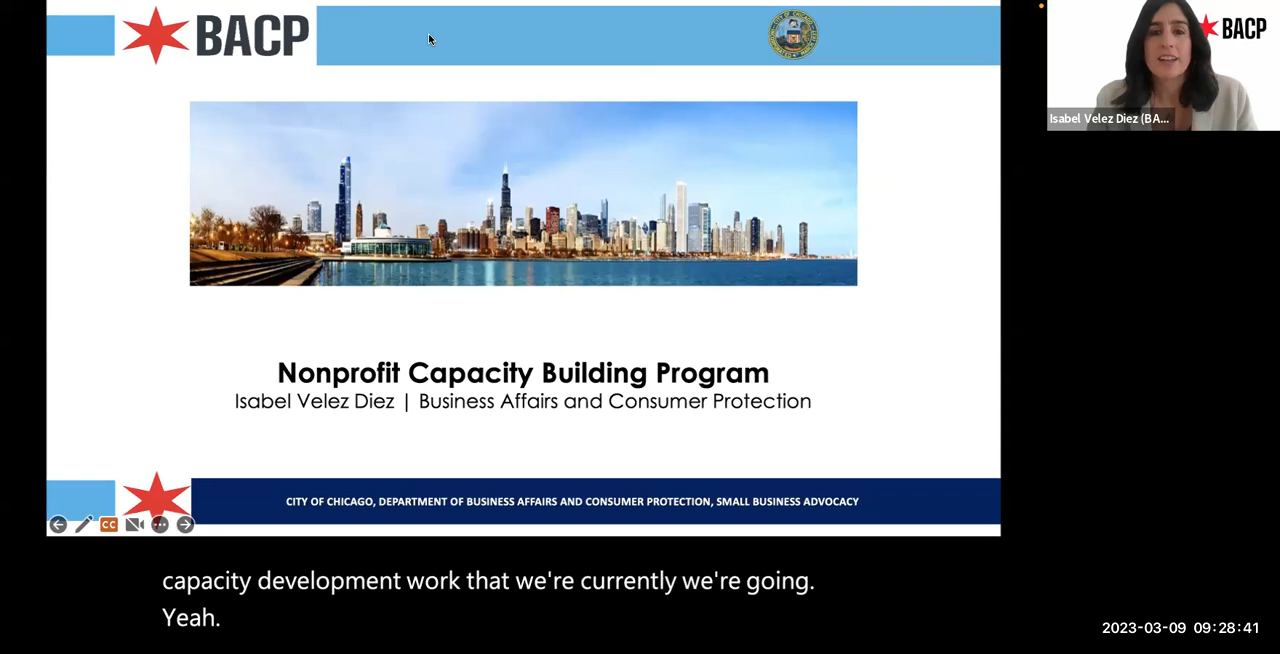 BACP
BACP
Isabel Velez Diez (BA...
Nonprofit Capacity Building Program
Isabel Velez Diez | Business Affairs and Consumer Protection
CITY OF CHICAGO, DEPARTMENT OF BUSINESS AFFAIRS AND CONSUMER PROTECTION, SMALL BUSINESS ADVOCACY
CC
capacity development work that we're currently we're going.
Yeah.
2023-03-09 09:28:41